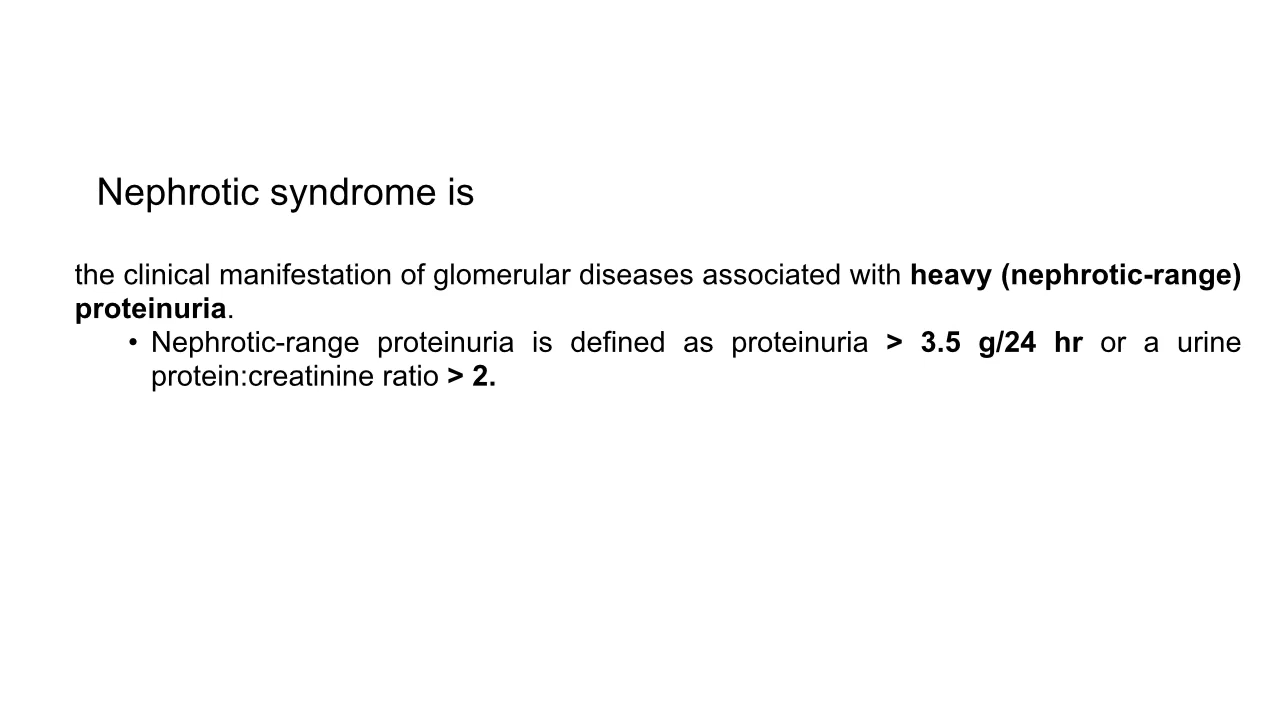 Nephrotic syndrome is
the clinical manifestation of glomerular diseases associated with heavy (nephrotic-range)
proteinuria.
• Nephrotic-range proteinuria is defined as proteinuria > 3.5 g/24 hr or a urine
protein:creatinine ratio > 2.